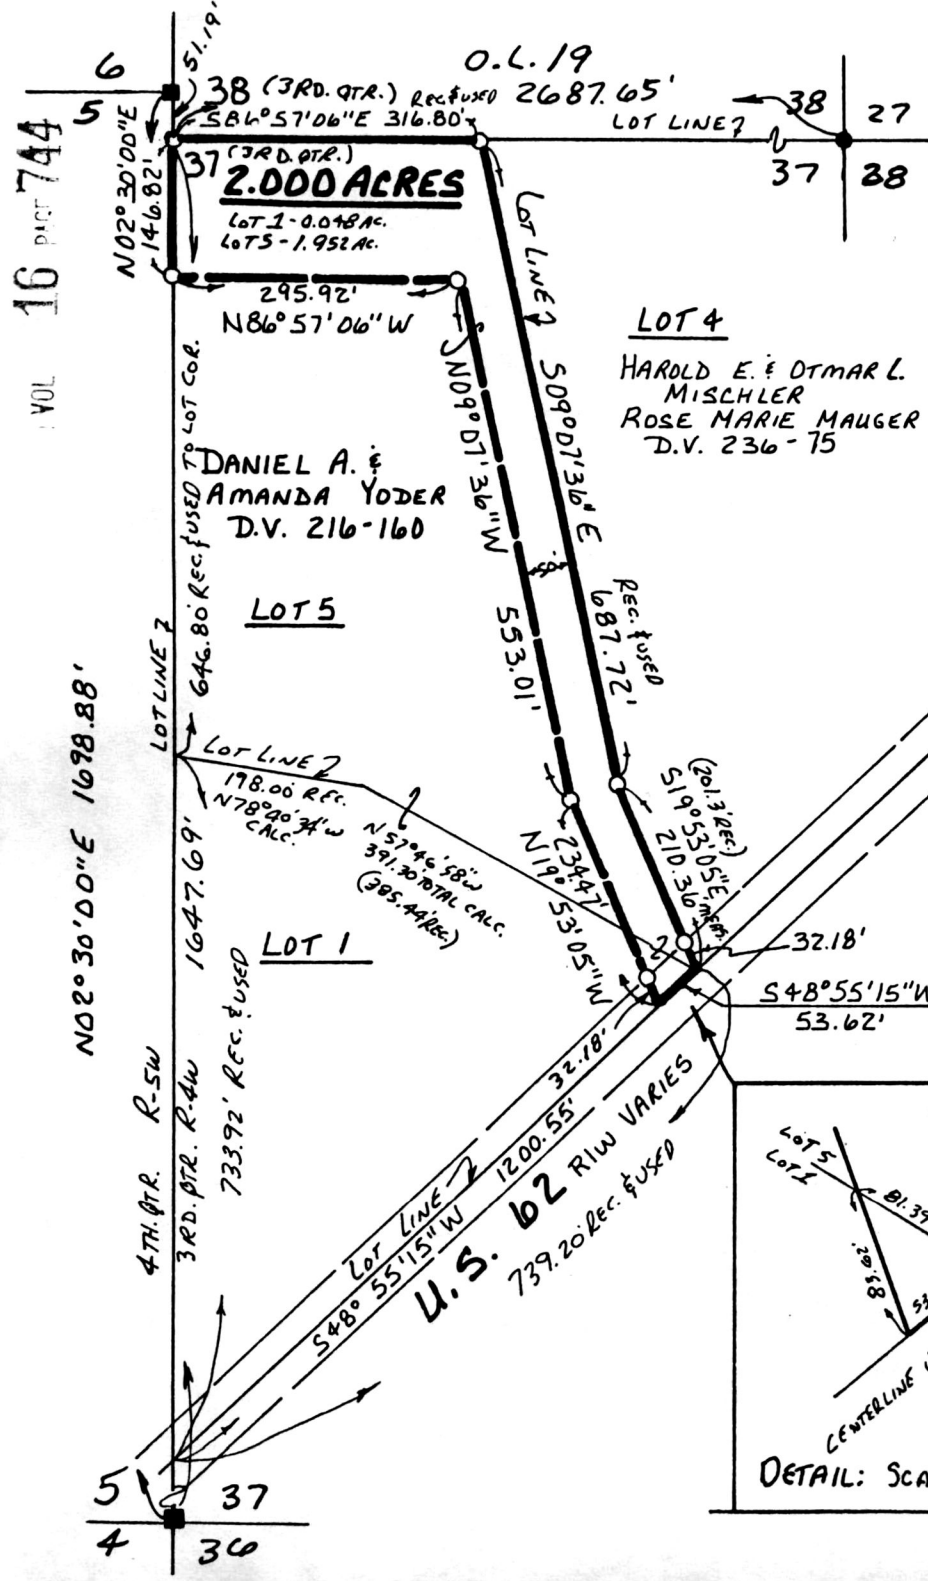 O.L. 19
51.19'
6
5
38 (3RD. QTR.) REC. & USED 2687.65'
S86°57'06"E 316.80'
LOT LINE
38
27
37
28
VOL 16 PAGE 744
N02°30'00"E
146.82'
37 (3RD. QTR.)
2.000 ACRES
LOT 1 - 0.048 AC.
LOT 5 - 1.952 AC.
295.92'
N86°57'06"W
LOT LINE
S09°07'36"E
REC. & USED
687.72'
LOT 4
HAROLD E. & OTMAR L.
MISCHLER
ROSE MARIE MAUGER
D.V. 236-75
N09°07'36"W
553.01'
DANIEL A. &
AMANDA YODER
D.V. 216-160
646.80' REC. & USED TO LOT COR.
LOT 5
LOT LINE
N02°30'00"E 1698.88'
LOT LINE
198.00 REC.
N78°40'34"W
CALC.
N57°46'58"W
391.30 TOTAL CALC.
(385.44 REC.)
234.47'
N19°53'05"W
(201.3' REC.)
S19°53'05"E
210.36' MEAS.
32.18'
S48°55'15"W
53.62'
1647.69'
LOT 1
733.92' REC. & USED
4TH. QTR. R-5W
3RD. QTR. R-4W
32.18'
1200.55'
LOT LINE
S48°55'15"W
U.S. 62 R/W VARIES
739.20' REC. & USED
LOT 5
LOT 1
81.39
85.62'
53
CENTERLINE
DETAIL: SCA
5
37
4
36